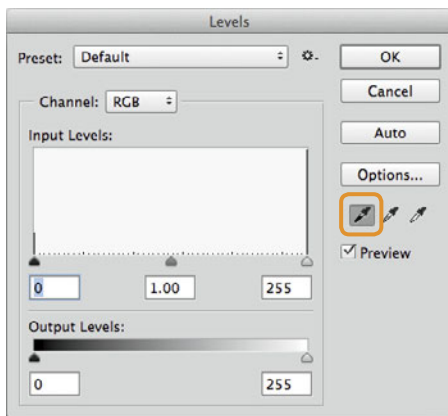 Levels
Preset: Default
OK
Cancel
Channel: RGB
Auto
Input Levels:
Options...
Preview
0 1.00 255
Output Levels:
0 255